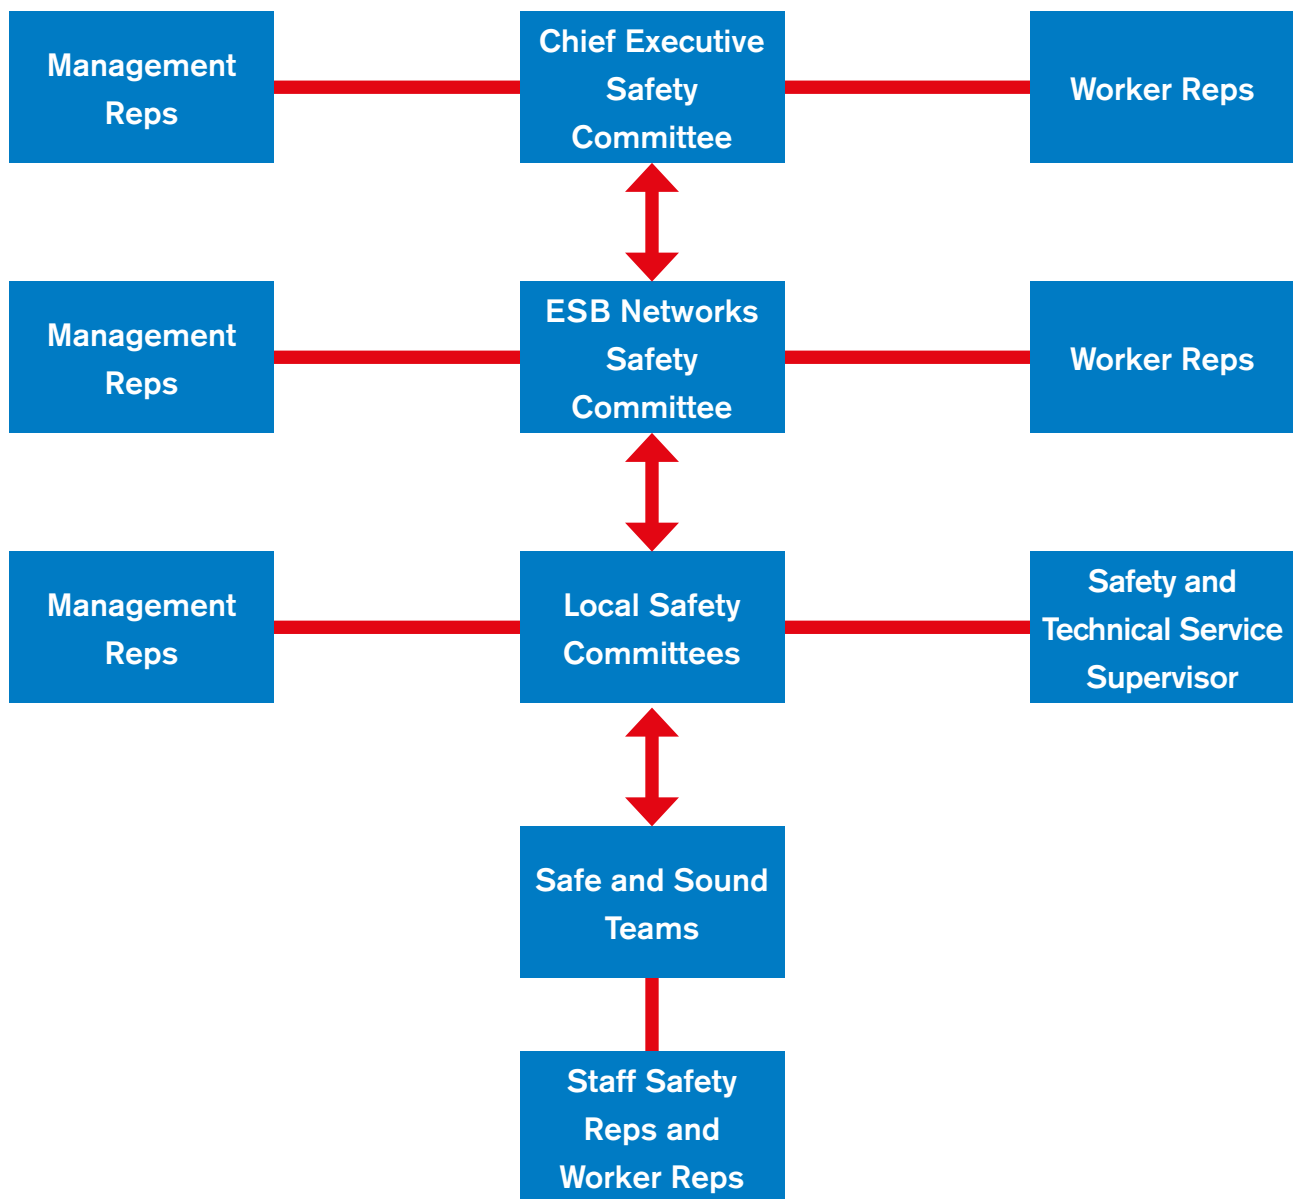 Management
Reps
Chief Executive
Safety
Committee
Worker Reps
Management
Reps
ESB Networks
Safety
Committee
Worker Reps
Management
Reps
Local Safety
Committees
Safety and
Technical Service
Supervisor
Safe and Sound
Teams
Staff Safety
Reps and
Worker Reps